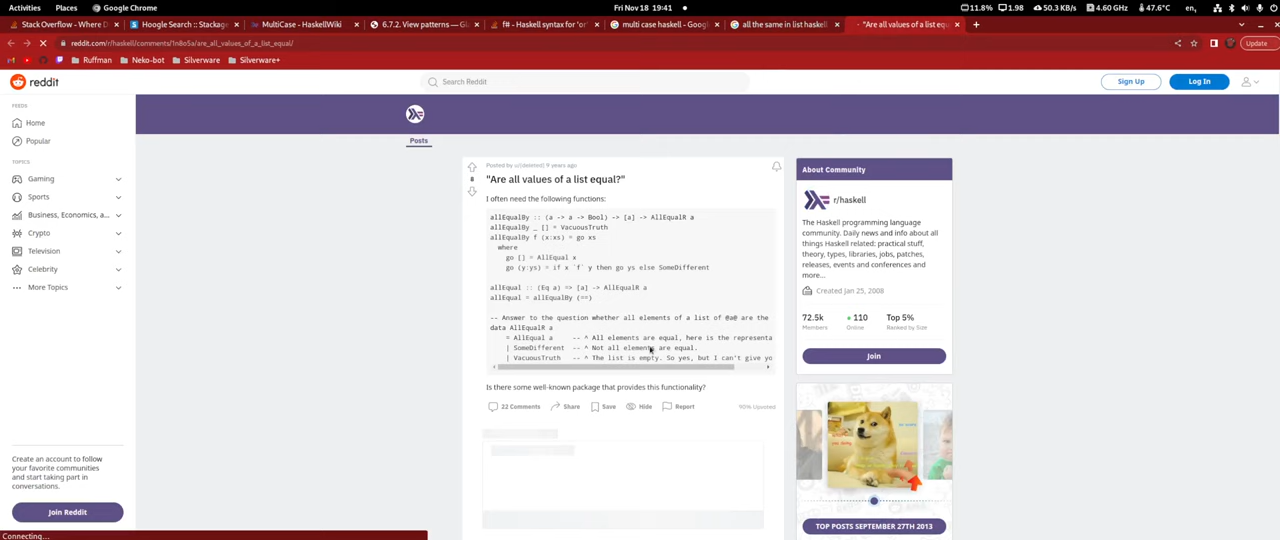 Activities Places Google Chrome Fri Nov 18 19:41 11.8% 1.98 50.3 KB/s 4.60 GHz 47.6°C en
Stack Overflow - Where D Hoogle Search :: Stackage MultiCase - HaskellWiki 6.7.2. View patterns — Gl f# - Haskell syntax for 'or' multi case haskell - Goog all the same in list haskell "Are all values of a list eq
reddit.com/r/haskell/comments/1n8o5a/are_all_values_of_a_list_equal/ Update
Ruffman Neko-bot Silverware Silverware+
reddit Search Reddit Sign Up Log In
FEEDS
Home
Popular
TOPICS
Gaming
Sports
Business, Economics, a...
Crypto
Television
Celebrity
More Topics
Create an account to follow
your favorite communities
and start taking part in
conversations.
Join Reddit
Posts
Posted by u/[deleted] 9 years ago
8
"Are all values of a list equal?"
I often need the following functions:
allEqualBy :: (a -> a -> Bool) -> [a] -> AllEqualR a
allEqualBy _ [] = VacuousTruth
allEqualBy f (x:xs) = go xs
where
go [] = AllEqual x
go (y:ys) = if x `f` y then go ys else SomeDifferent
allEqual :: (Eq a) => [a] -> AllEqualR a
allEqual = allEqualBy (==)
-- Answer to the question whether all elements of a list of @a@ are the
data AllEqualR a
= AllEqual a -- ^ All elements are equal, here is the representa
| SomeDifferent -- ^ Not all elements are equal.
| VacuousTruth -- ^ The list is empty. So yes, but I can't give yo
Is there some well-known package that provides this functionality?
22 Comments Share Save Hide Report 90% Upvoted
About Community
r/haskell
The Haskell programming language
community. Daily news and info about all
things Haskell related: practical stuff,
theory, types, libraries, jobs, patches,
releases, events and conferences and
more...
Created Jan 25, 2008
72.5k 110 Top 5%
Members Online Ranked by Size
Join
TOP POSTS SEPTEMBER 27TH 2013
Connecting...